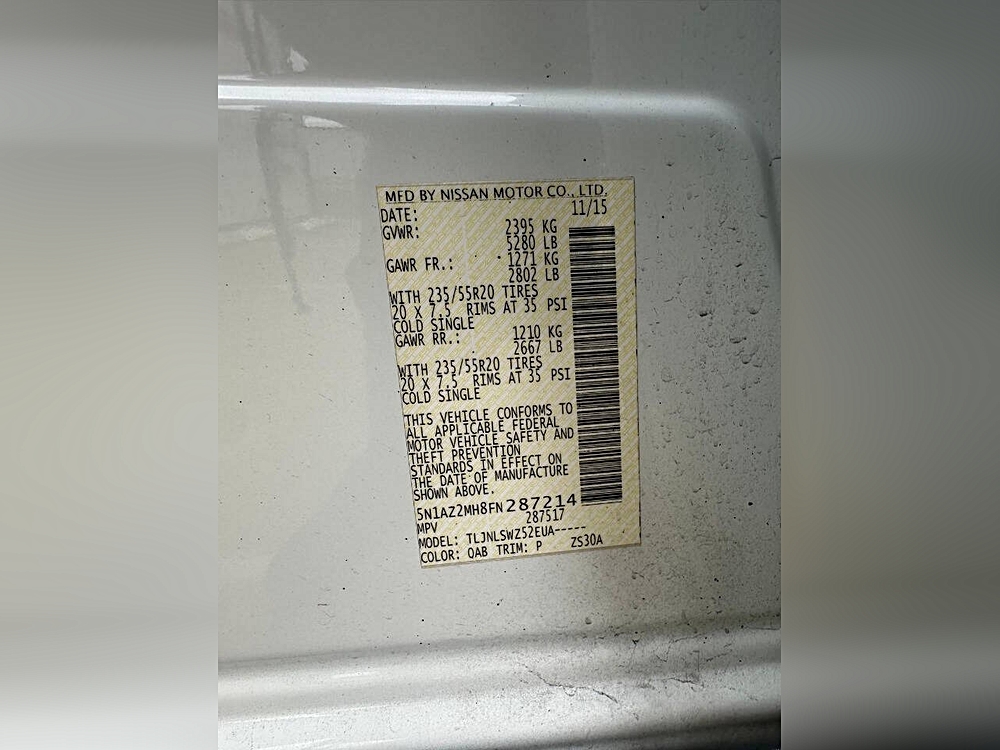 MFD BY NISSAN MOTOR CO., LTD.
DATE: 11/15
GVWR: 2395 KG
5280 LB
GAWR FR.: 1271 KG
2802 LB
WITH 235/55R20 TIRES
20 X 7.5 RIMS AT 35 PSI
COLD SINGLE
GAWR RR.: 1210 KG
2667 LB
WITH 235/55R20 TIRES
20 X 7.5 RIMS AT 35 PSI
COLD SINGLE
THIS VEHICLE CONFORMS TO
ALL APPLICABLE FEDERAL
MOTOR VEHICLE SAFETY AND
THEFT PREVENTION
STANDARDS IN EFFECT ON
THE DATE OF MANUFACTURE
SHOWN ABOVE.
5N1AZ2MH8FN287214
MPV 287517
MODEL: TLJNLSWZ52EUA-----
COLOR: QAB TRIM: P ZS30A